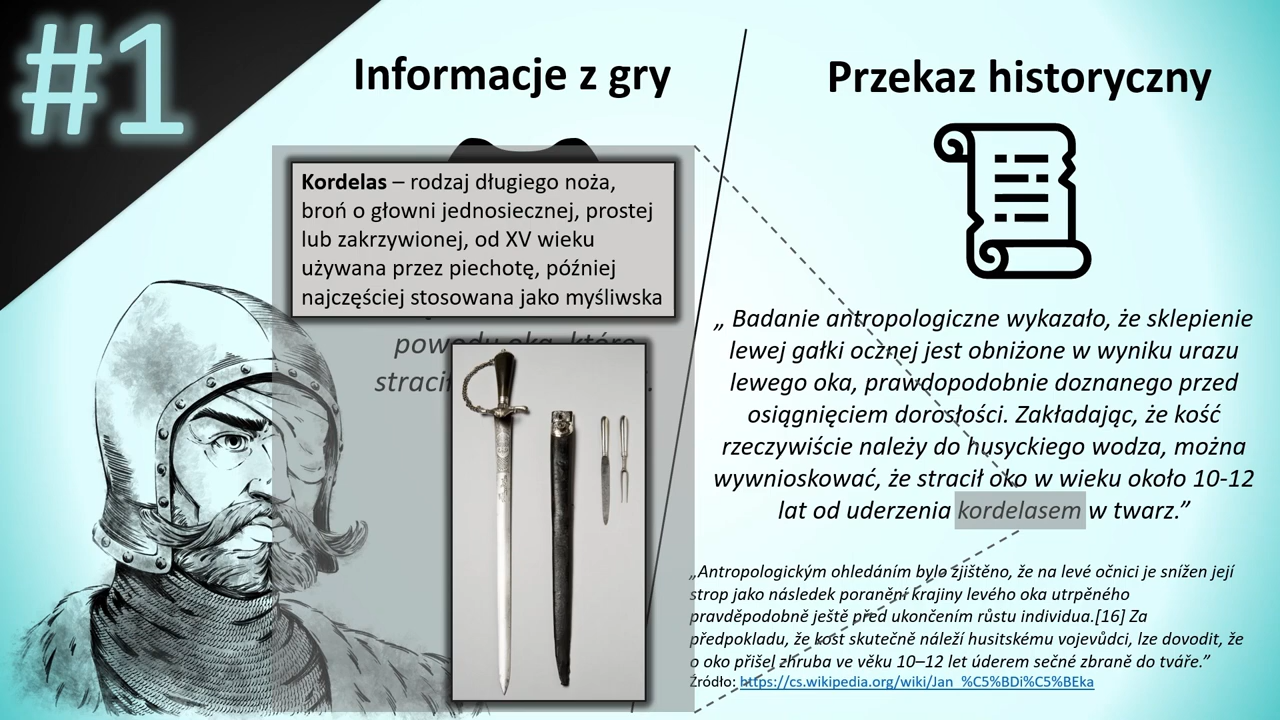 #1
Informacje z gry
Kordelas – rodzaj długiego noża,
broń o głowni jednosiecznej, prostej
lub zakrzywionej, od XV wieku
używana przez piechotę, później
najczęściej stosowana jako myśliwska
powodu oka, które
stracił
Przekaz historyczny
„ Badanie antropologiczne wykazało, że sklepienie
lewej gałki ocznej jest obniżone w wyniku urazu
lewego oka, prawdopodobnie doznanego przed
osiągnięciem dorosłości. Zakładając, że kość
rzeczywiście należy do husyckiego wodza, można
wywnioskować, że stracił oko w wieku około 10-12
lat od uderzenia kordelasem w twarz.”
„Antropologickým ohledáním bylo zjištěno, že na levé očnici je snížen její
strop jako následek poranění krajiny levého oka utrpěného
pravděpodobně ještě před ukončením růstu individua.[16] Za
předpokladu, že kost skutečně náleží husitskému vojevůdci, lze dovodit, že
o oko přišel zhruba ve věku 10–12 let úderem sečné zbraně do tváře.”
Źródło: https://cs.wikipedia.org/wiki/Jan_%C5%BDi%C5%BEka